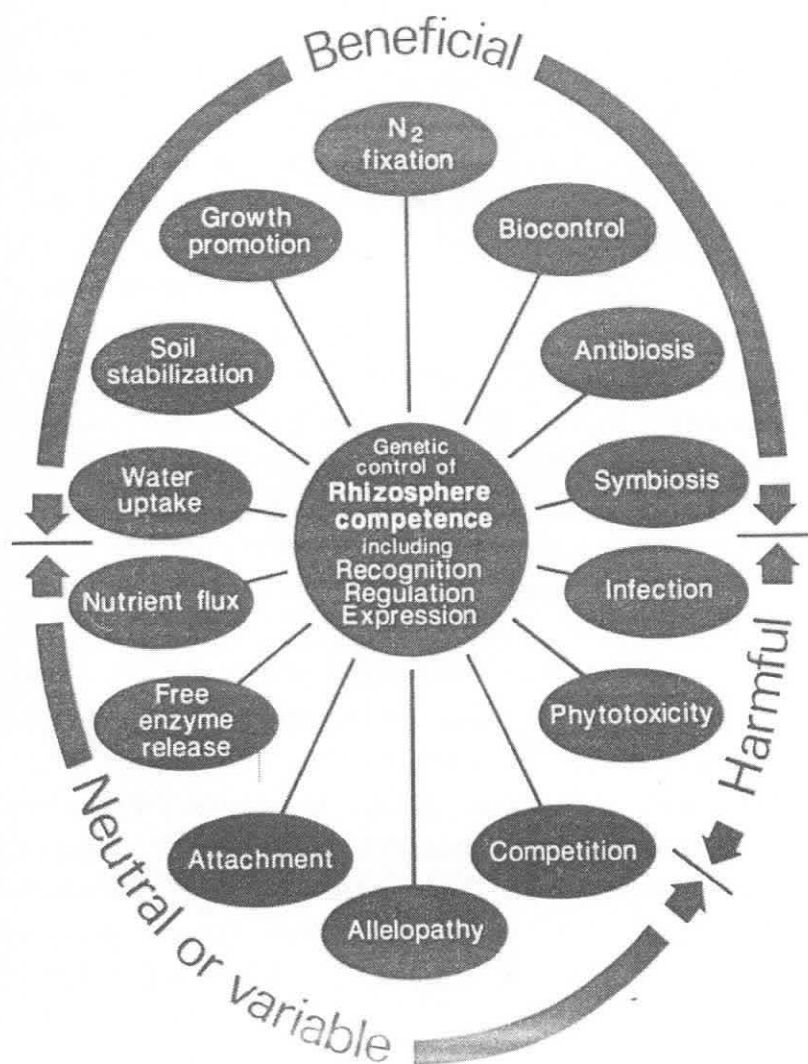 Beneficial
N2
fixation
Growth
promotion
Biocontrol
Soil
stabilization
Antibiosis
Water
uptake
Symbiosis
Genetic
control of
Rhizosphere
competence
including
Recognition
Regulation
Expression
Nutrient flux
Infection
Free
enzyme
release
Phytotoxicity
Harmful
Attachment
Competition
Allelopathy
Neutral or variable